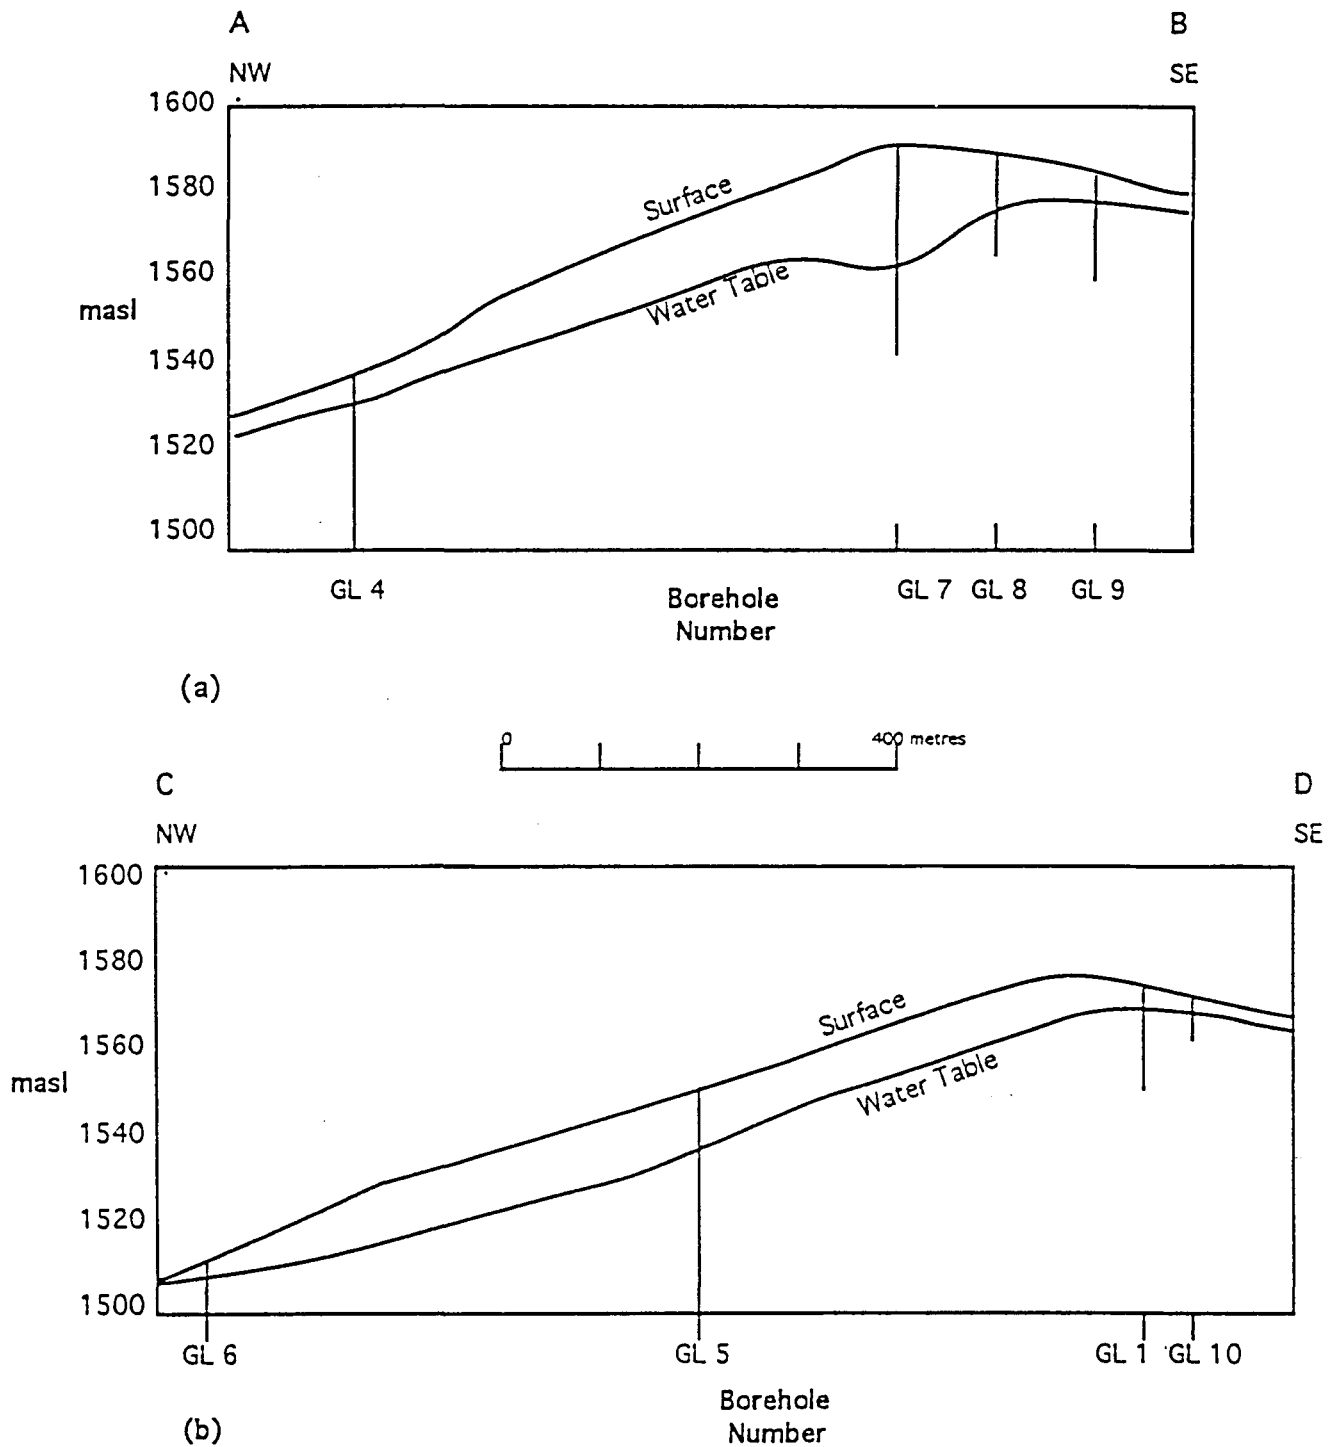 A B
NW SE
1600
1580
Surface
1560
Water Table
masl
1540
1520
1500
GL 4 GL 7 GL 8 GL 9
Borehole
Number
(a)
0 400 metres
C D
NW SE
1600
1580
Surface
1560
Water Table
masl
1540
1520
1500
GL 6 GL 5 GL 1 GL 10
Borehole
Number
(b)